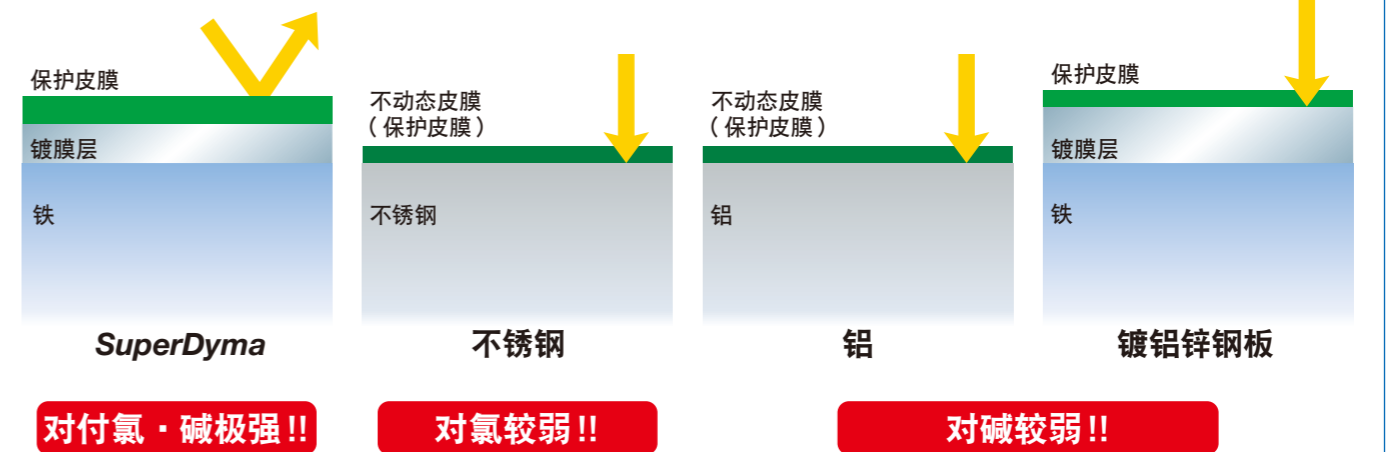 保护皮膜
镀膜层
铁
SuperDyma
对付氯・碱极强!!
不动态皮膜
（保护皮膜）
不锈钢
不锈钢
对氯较弱!!
不动态皮膜
（保护皮膜）
铝
铝
保护皮膜
镀膜层
铁
镀铝锌钢板
对碱较弱!!